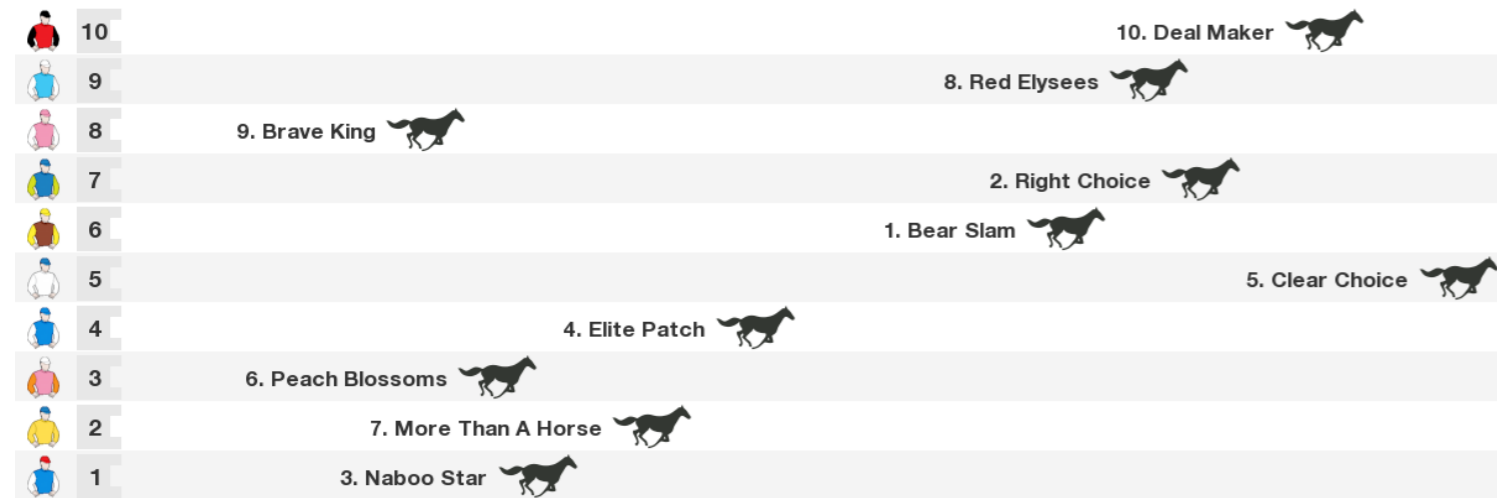 10 10. Deal Maker
9 8. Red Elysees
8 9. Brave King
7 2. Right Choice
6 1. Bear Slam
5 5. Clear Choice
4 4. Elite Patch
3 6. Peach Blossoms
2 7. More Than A Horse
1 3. Naboo Star